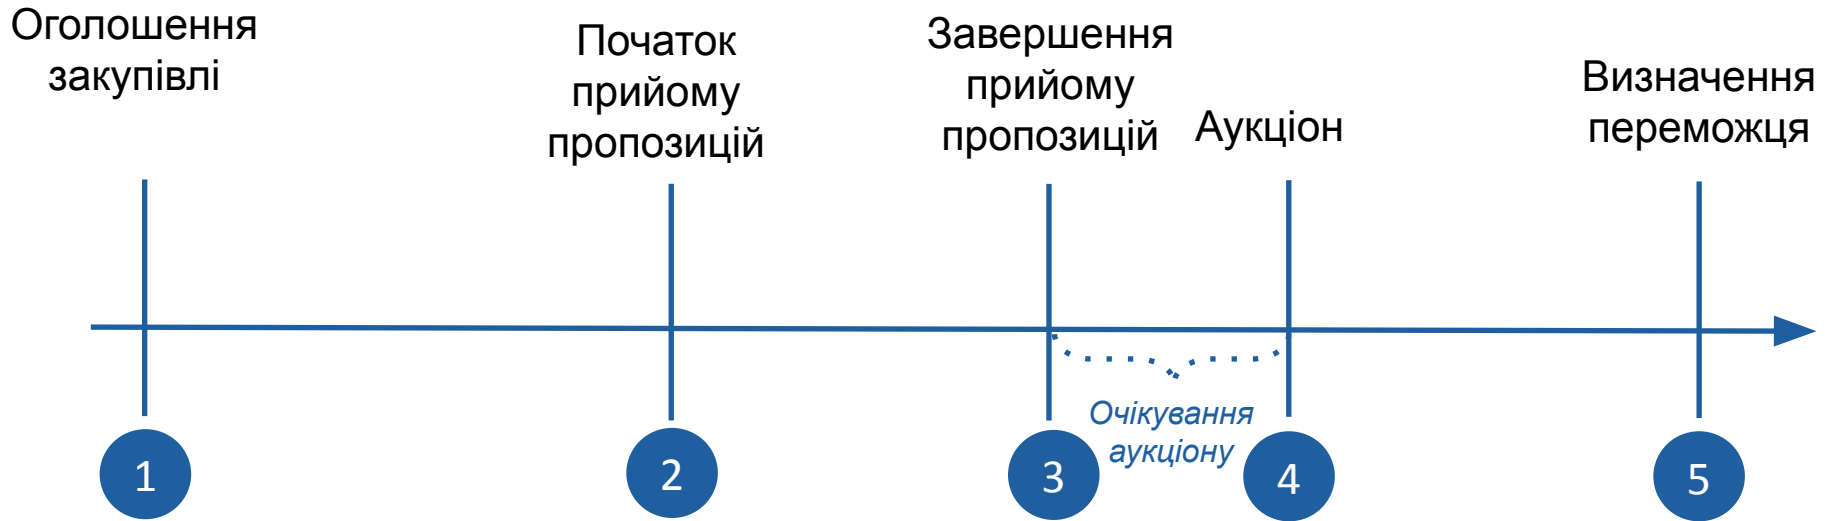 Оголошення
закупівлі
Початок
прийому
пропозицій
Завершення
прийому
пропозицій
Аукціон
Визначення
переможця
Очікування
аукціону
1
2
3
4
5